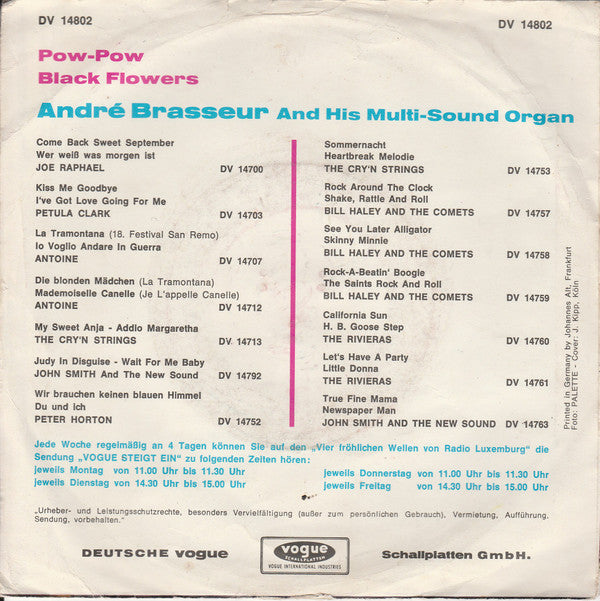 DV 14802
DV 14802
Pow-Pow
Black Flowers
André Brasseur And His Multi-Sound Organ
Come Back Sweet September
Wer weiß was morgen ist
JOE RAPHAEL DV 14700
Kiss Me Goodbye
I've Got Love Going For Me
PETULA CLARK DV 14703
La Tramontana (18. Festival San Remo)
Io Voglio Andare In Guerra
ANTOINE DV 14707
Die blonden Mädchen (La Tramontana)
Mademoiselle Canelle (Je L'appelle Canelle)
ANTOINE DV 14712
My Sweet Anja - Addio Margaretha
THE CRY'N STRINGS DV 14713
Judy In Disguise - Wait For Me Baby
JOHN SMITH And The New Sound DV 14792
Wir brauchen keinen blauen Himmel
Du und ich
PETER HORTON DV 14752
Sommernacht
Heartbreak Melodie
THE CRY'N STRINGS DV 14753
Rock Around The Clock
Shake, Rattle And Roll
BILL HALEY AND THE COMETS DV 14757
See You Later Alligator
Skinny Minnie
BILL HALEY AND THE COMETS DV 14758
Rock-A-Beatin' Boogie
The Saints Rock And Roll
BILL HALEY AND THE COMETS DV 14759
California Sun
H. B. Goose Step
THE RIVIERAS DV 14760
Let's Have A Party
Little Donna
THE RIVIERAS DV 14761
True Fine Mama
Newspaper Man
JOHN SMITH AND THE NEW SOUND DV 14763
Printed in Germany by Johannes Alt, Frankfurt
Foto: PALETTE - Cover: J. Kipp, Köln
Jede Woche regelmäßig an 4 Tagen können Sie auf den „Vier fröhlichen Wellen von Radio Luxemburg" die
Sendung „VOGUE STEIGT EIN" zu folgenden Zeiten hören:
jeweils Montag von 11.00 Uhr bis 11.30 Uhr
jeweils Dienstag von 14.30 Uhr bis 15.00 Uhr
jeweils Donnerstag von 11.00 Uhr bis 11.30 Uhr
jeweils Freitag von 14.30 Uhr bis 15.00 Uhr
„Urheber- und Leistungsschutzrechte, besonders Vervielfältigung (außer zum persönlichen Gebrauch), Vermietung, Aufführung,
Sendung, vorbehalten."
DEUTSCHE vogue
vogue
SCHALLPLATTEN
VOGUE INTERNATIONAL INDUSTRIES
Schallplatten GmbH.